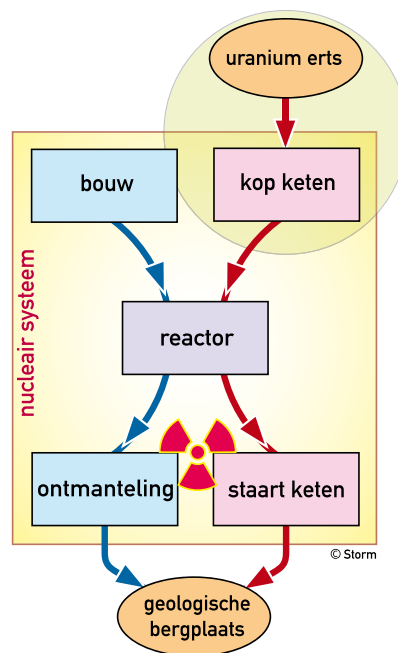 uranium erts
bouw
kop keten
nucleair systeem
reactor
ontmanteling
staart keten
© Storm
geologische
bergplaats